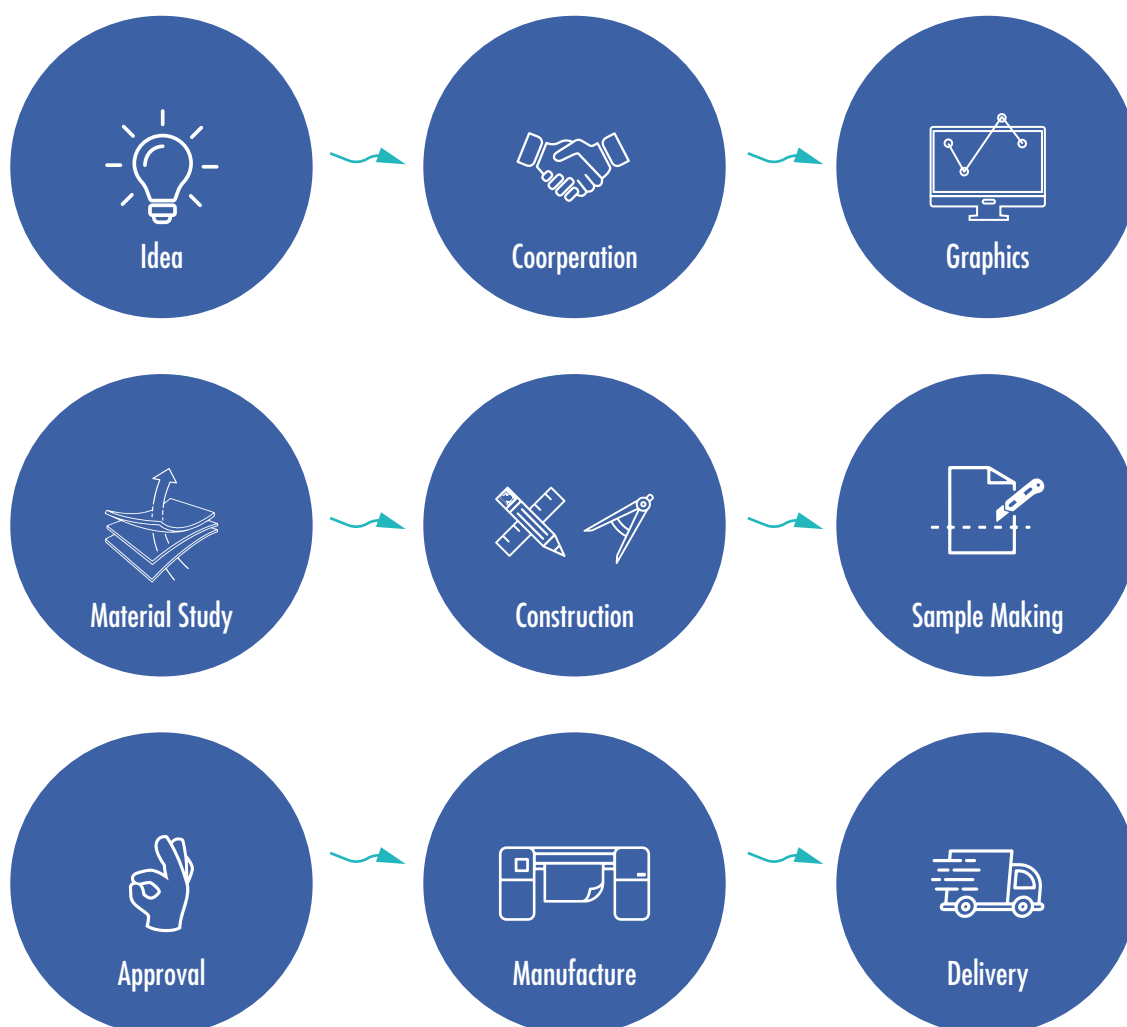 Idea
Coorperation
Graphics
Material Study
Construction
Sample Making
Approval
Manufacture
Delivery